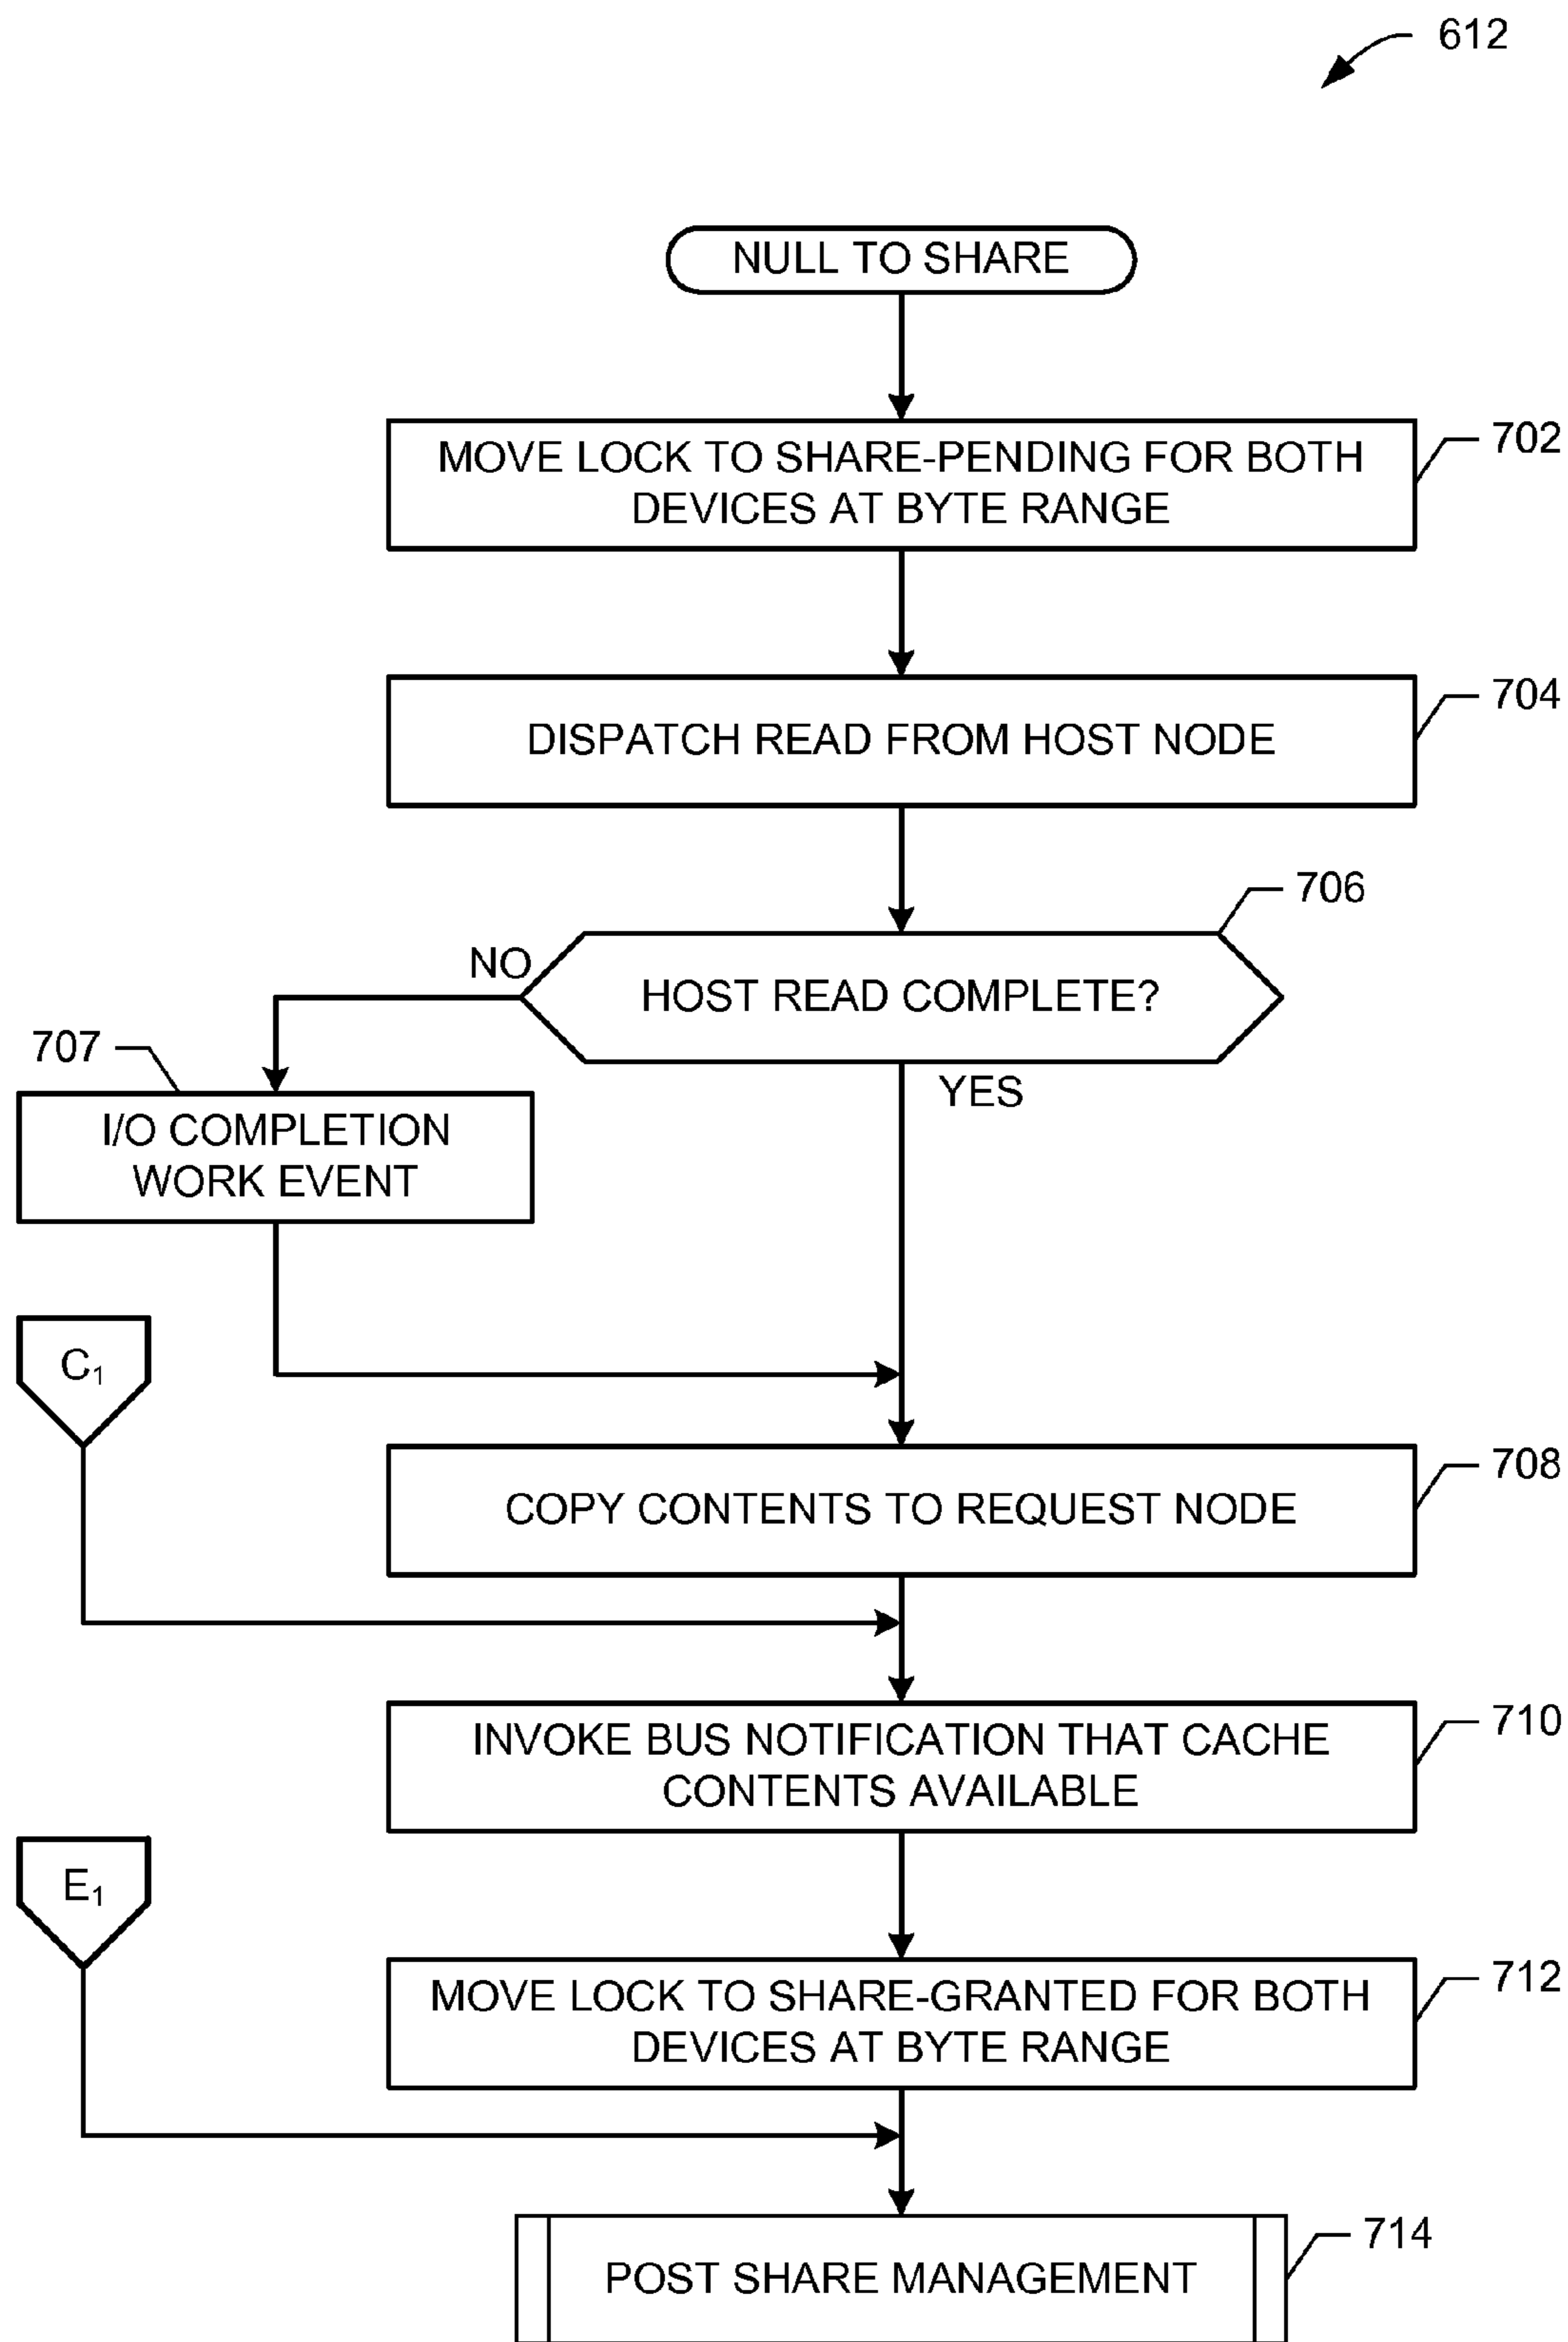 612
NULL TO SHARE
MOVE LOCK TO SHARE-PENDING FOR BOTH
DEVICES AT BYTE RANGE
702
DISPATCH READ FROM HOST NODE
704
706
NO
HOST READ COMPLETE?
YES
707
I/O COMPLETION
WORK EVENT
C₁
COPY CONTENTS TO REQUEST NODE
708
INVOKE BUS NOTIFICATION THAT CACHE
CONTENTS AVAILABLE
710
E₁
MOVE LOCK TO SHARE-GRANTED FOR BOTH
DEVICES AT BYTE RANGE
712
POST SHARE MANAGEMENT
714